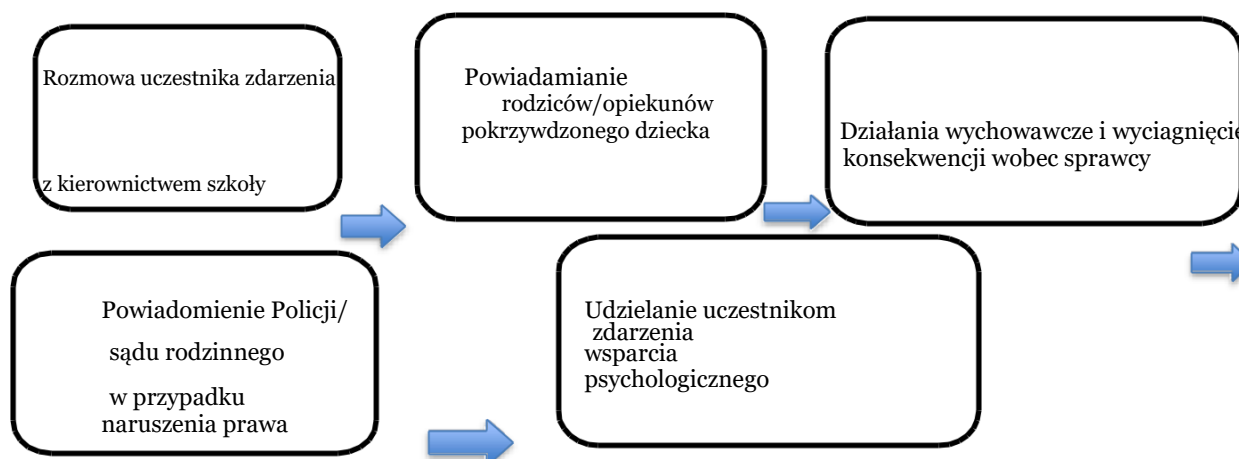 Rozmowa uczestnika zdarzenia
z kierownictwem szkoły
Powiadamianie
rodziców/opiekunów
pokrzywdzonego dziecka
Działania wychowawcze i wyciagnięcie
konsekwencji wobec sprawcy
Powiadomienie Policji/
sądu rodzinnego
w przypadku
naruszenia prawa
Udzielanie uczestnikom
zdarzenia
wsparcia
psychologicznego